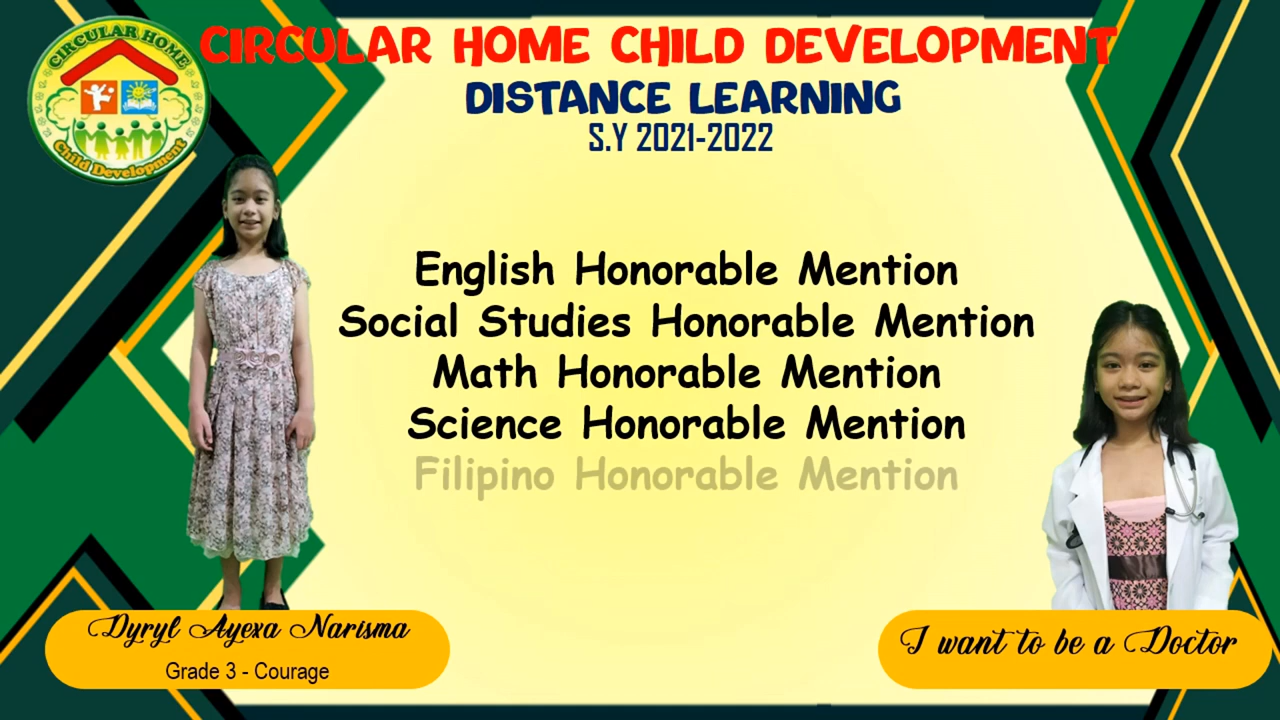 CIRCULAR HOME
Child Development
CIRCULAR HOME CHILD DEVELOPMENT
DISTANCE LEARNING
S.Y 2021-2022
English Honorable Mention
Social Studies Honorable Mention
Math Honorable Mention
Science Honorable Mention
Filipino Honorable Mention
Dyryl Ayexa Narisma
Grade 3 - Courage
I want to be a Doctor